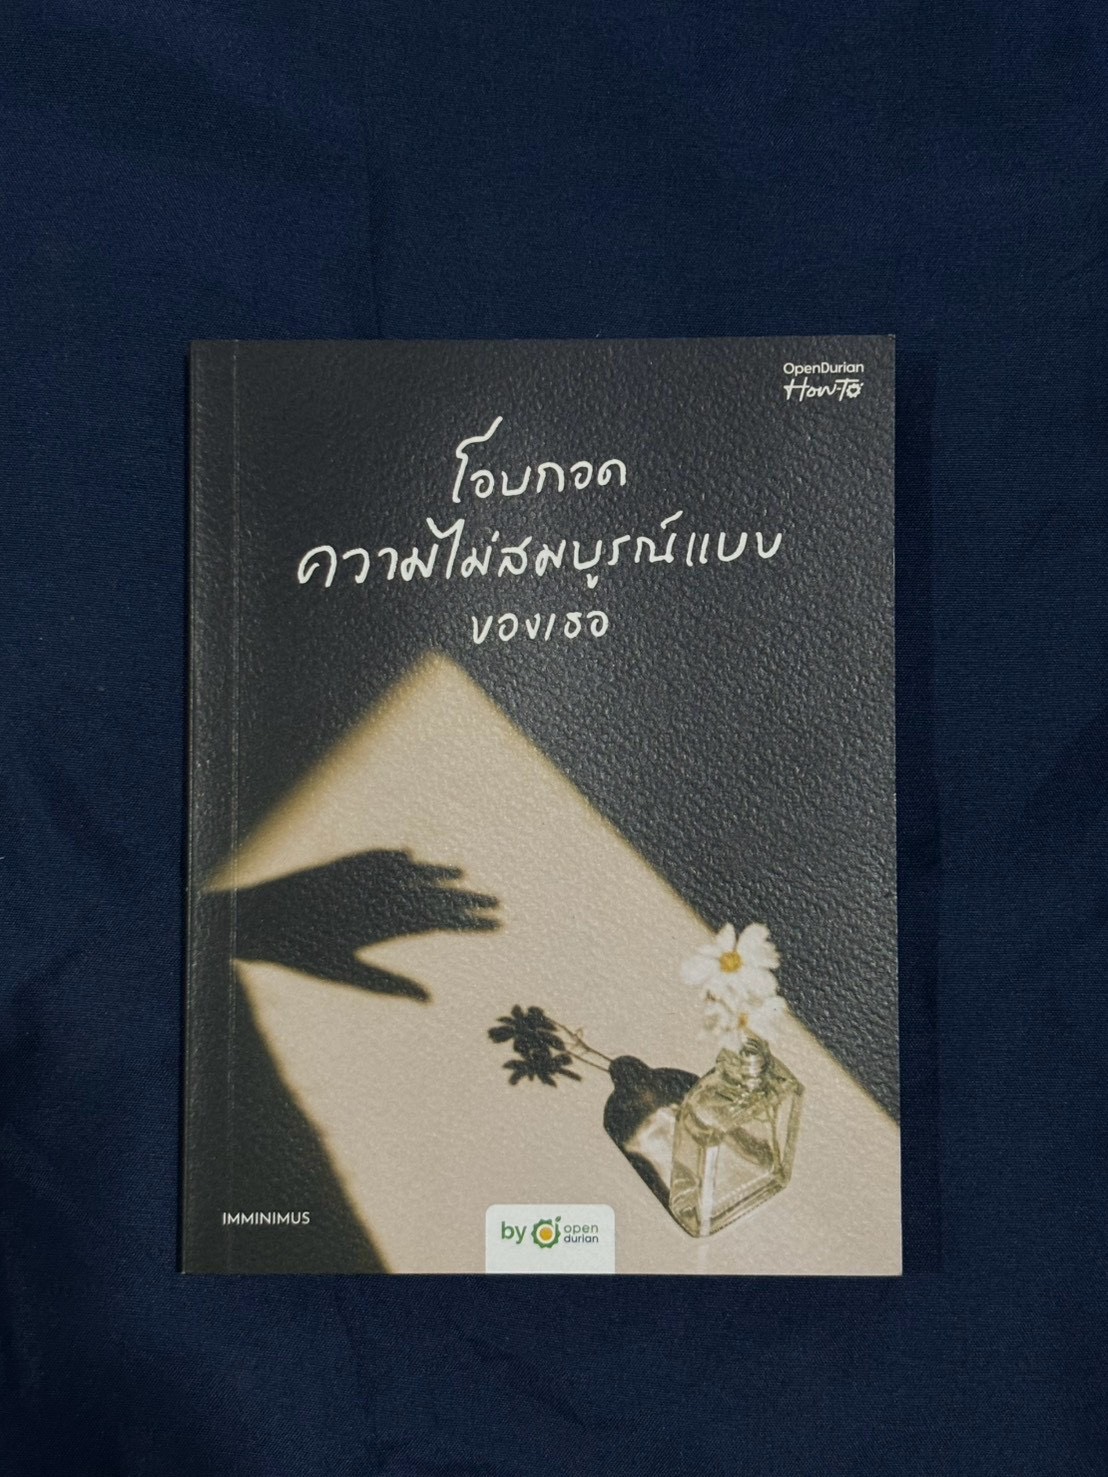 OpenDurian
How-To
โอบกอด
ความไม่สมบูรณ์แบบ
ของเธอ
IMMINIMUS
by open
durian